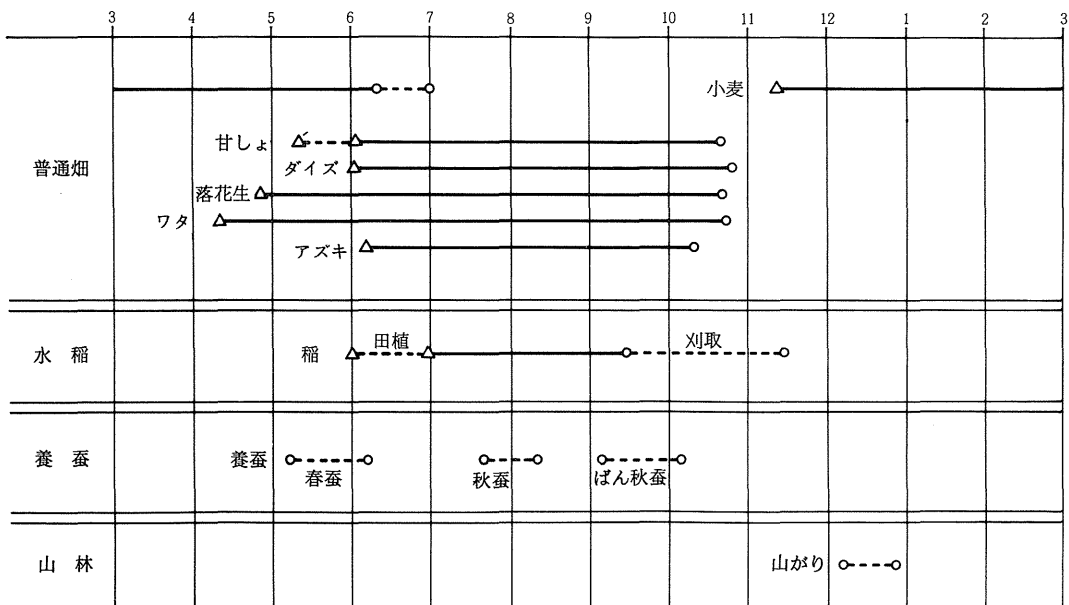 3 4 5 6 7 8 9 10 11 12 1 2 3
普通畑
小麦
甘しょ
ダイズ
落花生
ワタ
アズキ
水稲
稲
田植
刈取
養蚕
養蚕
春蚕
秋蚕
ばん秋蚕
山林
山がり